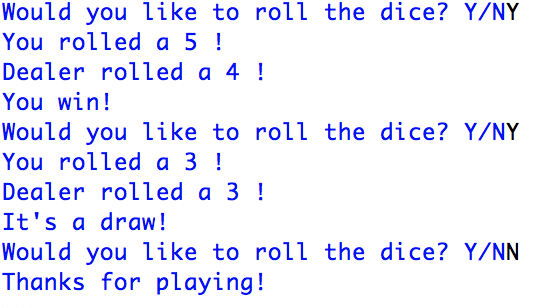 Would you like to roll the dice? Y/NY
You rolled a 5 !
Dealer rolled a 4 !
You win!
Would you like to roll the dice? Y/NY
You rolled a 3 !
Dealer rolled a 3 !
It's a draw!
Would you like to roll the dice? Y/NN
Thanks for playing!